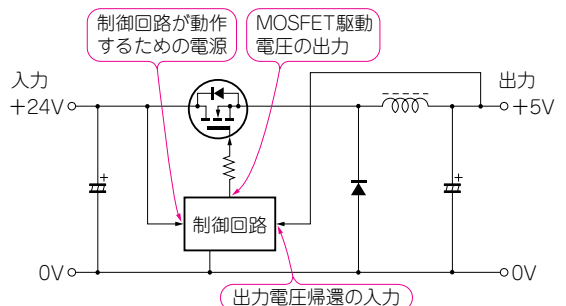 制御回路が動作
するための電源
MOSFET駆動
電圧の出力
入力
+24V
出力
+5V
+
+
制御回路
0V
0V
出力電圧帰還の入力